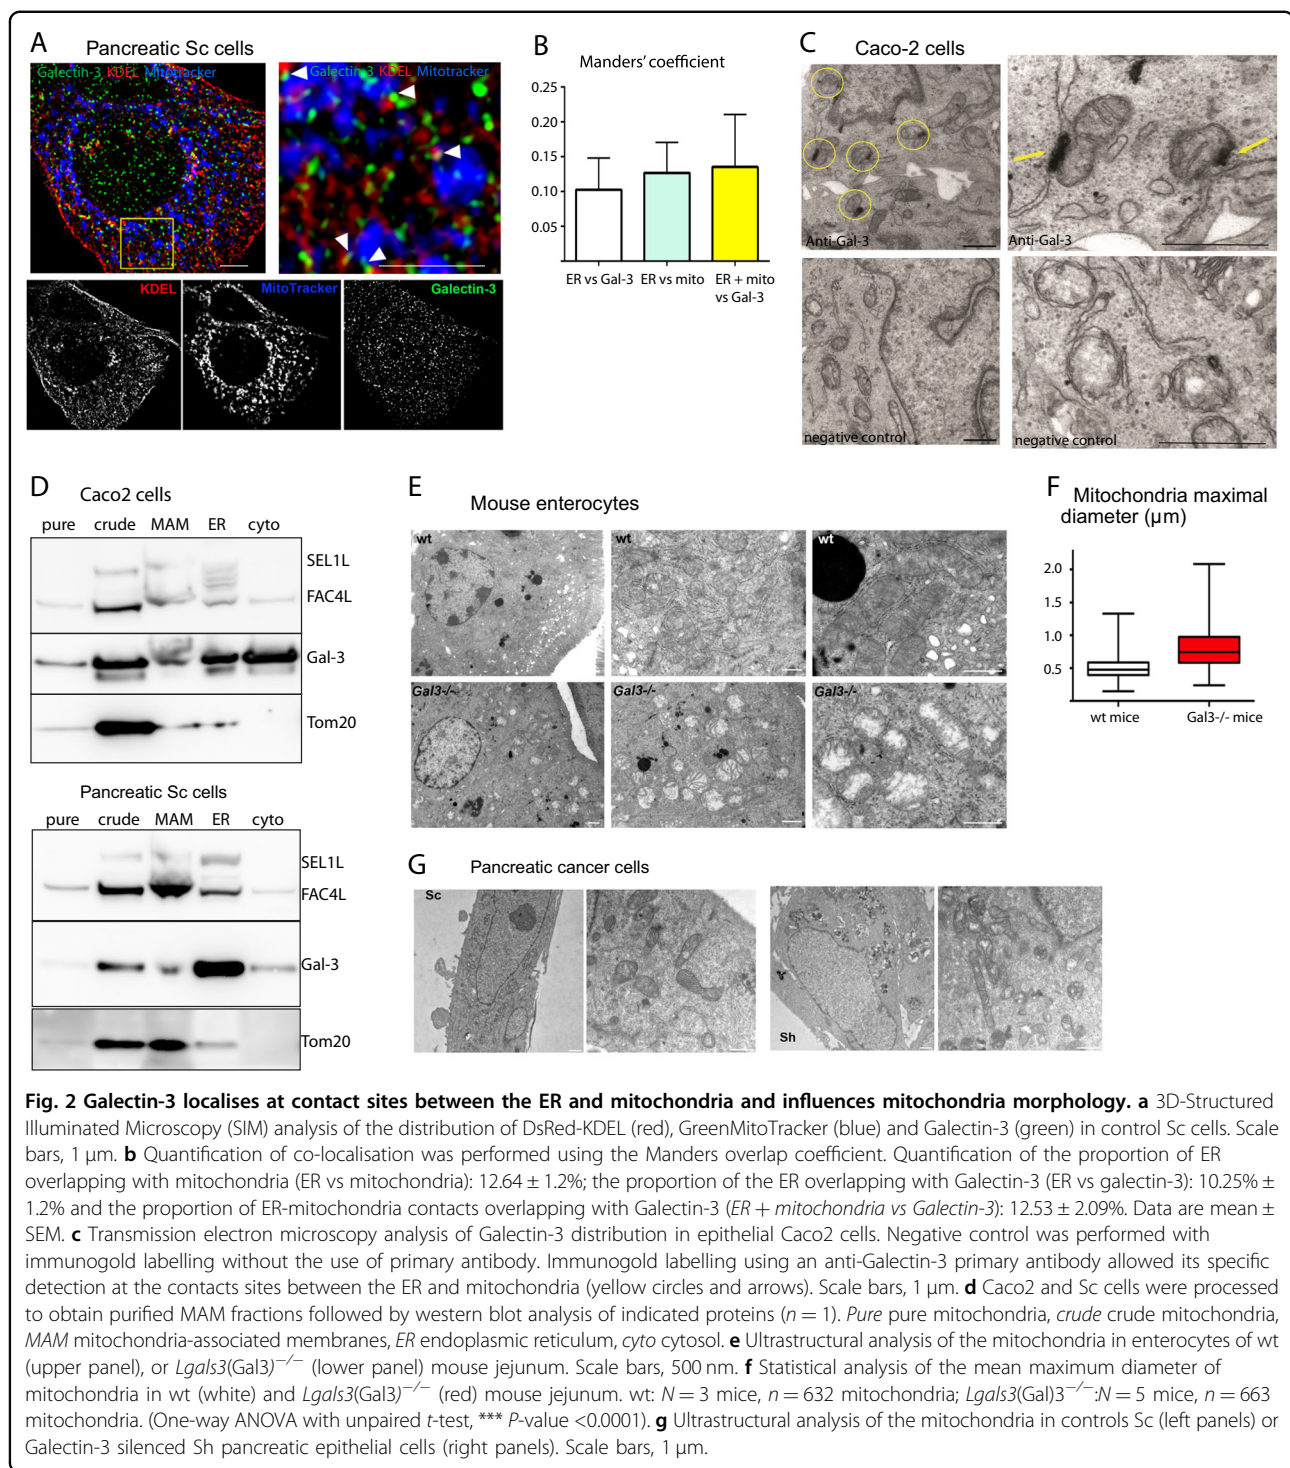 A
Pancreatic Sc cells
Galectih-3 KDEL Mitotracker
Galectin-3 KDEL Mitotracker
KDEL
MitoTracker
Galectin-3
B
Manders' coefficient
0.25
0.20
0.15
0.10
0.05
ER vs Gal-3
ER vs mito
ER + mito
vs Gal-3
C
Caco-2 cells
Anti-Gal-3
Anti-Gal-3
negative control
negative control
D
Caco2 cells
pure crude MAM ER cyto
SEL1L
FAC4L
Gal-3
Tom20
Pancreatic Sc cells
pure crude MAM ER cyto
SEL1L
FAC4L
Gal-3
Tom20
E
Mouse enterocytes
wt
wt
wt
Gal3-/-
Gal3-/-
Gal3-/-
F
Mitochondria maximal
diameter (µm)
2.0
1.5
1.0
0.5
wt mice
Gal3-/- mice
G
Pancreatic cancer cells
Sc
Sh
Fig. 2 Galectin-3 localises at contact sites between the ER and mitochondria and influences mitochondria morphology. a 3D-Structured
Illuminated Microscopy (SIM) analysis of the distribution of DsRed-KDEL (red), GreenMitoTracker (blue) and Galectin-3 (green) in control Sc cells. Scale
bars, 1 µm. b Quantification of co-localisation was performed using the Manders overlap coefficient. Quantification of the proportion of ER
overlapping with mitochondria (ER vs mitochondria): 12.64 ± 1.2%; the proportion of the ER overlapping with Galectin-3 (ER vs galectin-3): 10.25% ±
1.2% and the proportion of ER-mitochondria contacts overlapping with Galectin-3 (ER + mitochondria vs Galectin-3): 12.53 ± 2.09%. Data are mean ±
SEM. c Transmission electron microscopy analysis of Galectin-3 distribution in epithelial Caco2 cells. Negative control was performed with
immunogold labelling without the use of primary antibody. Immunogold labelling using an anti-Galectin-3 primary antibody allowed its specific
detection at the contacts sites between the ER and mitochondria (yellow circles and arrows). Scale bars, 1 µm. d Caco2 and Sc cells were processed
to obtain purified MAM fractions followed by western blot analysis of indicated proteins (n = 1). Pure pure mitochondria, crude crude mitochondria,
MAM mitochondria-associated membranes, ER endoplasmic reticulum, cyto cytosol. e Ultrastructural analysis of the mitochondria in enterocytes of wt
(upper panel), or Lgals3(Gal3)−/− (lower panel) mouse jejunum. Scale bars, 500 nm. f Statistical analysis of the mean maximum diameter of
mitochondria in wt (white) and Lgals3(Gal3)−/− (red) mouse jejunum. wt: N = 3 mice, n = 632 mitochondria; Lgals3(Gal)3−/−:N = 5 mice, n = 663
mitochondria. (One-way ANOVA with unpaired t-test, *** P-value <0.0001). g Ultrastructural analysis of the mitochondria in controls Sc (left panels) or
Galectin-3 silenced Sh pancreatic epithelial cells (right panels). Scale bars, 1 µm.